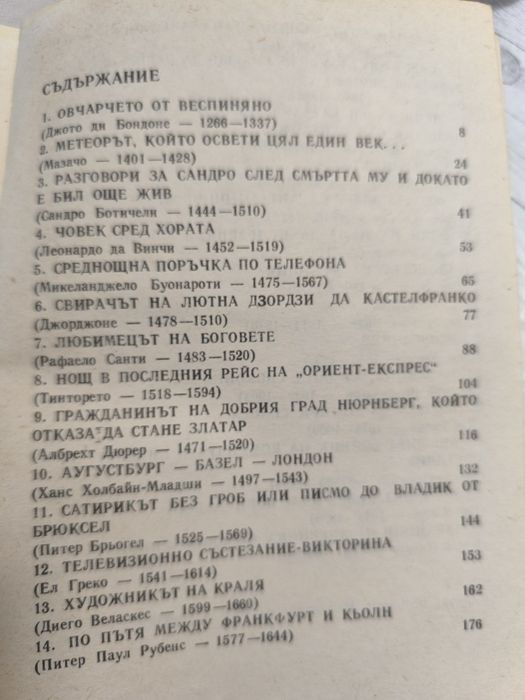 СЪДЪРЖАНИЕ
1. ОВЧАРЧЕТО ОТ ВЕСПИНЯНО
(Джото ди Бондоне — 1266—1337) 8
2. МЕТЕОРЪТ, КОЙТО ОСВЕТИ ЦЯЛ ЕДИН ВЕК...
(Мазачо — 1401—1428) 24
3. РАЗГОВОРИ ЗА САНДРО СЛЕД СМЪРТТА МУ И ДОКАТО
Е БИЛ ОЩЕ ЖИВ
(Сандро Ботичели — 1444—1510) 41
4. ЧОВЕК СРЕД ХОРАТА
(Леонардо да Винчи — 1452—1519) 53
5. СРЕДНОЩНА ПОРЪЧКА ПО ТЕЛЕФОНА
(Микеланджело Буонароти — 1475—1567) 65
6. СВИРАЧЪТ НА ЛЮТНА ДЗОРДЗИ ДА КАСТЕЛФРАНКО
(Джорджоне — 1478—1510) 77
7. ЛЮБИМЕЦЪТ НА БОГОВЕТЕ
(Рафаело Санти — 1483—1520) 88
8. НОЩ В ПОСЛЕДНИЯ РЕЙС НА „ОРИЕНТ-ЕКСПРЕС“
(Тинторето — 1518—1594) 104
9. ГРАЖДАНИНЪТ НА ДОБРИЯ ГРАД НЮРНБЕРГ, КОЙТО
ОТКАЗА ДА СТАНЕ ЗЛАТАР
(Албрехт Дюрер — 1471—1520) 116
10. АУГУСТБУРГ — БАЗЕЛ — ЛОНДОН
(Ханс Холбайн-Младши — 1497—1543) 132
11. САТИРИКЪТ БЕЗ ГРОБ ИЛИ ПИСМО ДО ВЛАДИК ОТ
БРЮКСЕЛ
(Питер Брьогел — 1525—1569) 144
12. ТЕЛЕВИЗИОННО СЪСТЕЗАНИЕ-ВИКТОРИНА
(Ел Греко — 1541—1614) 153
13. ХУДОЖНИКЪТ НА КРАЛЯ
(Диего Веласкес — 1599—1660) 162
14. ПО ПЪТЯ МЕЖДУ ФРАНКФУРТ И КЬОЛН
(Питер Паул Рубенс — 1577—1644) 176